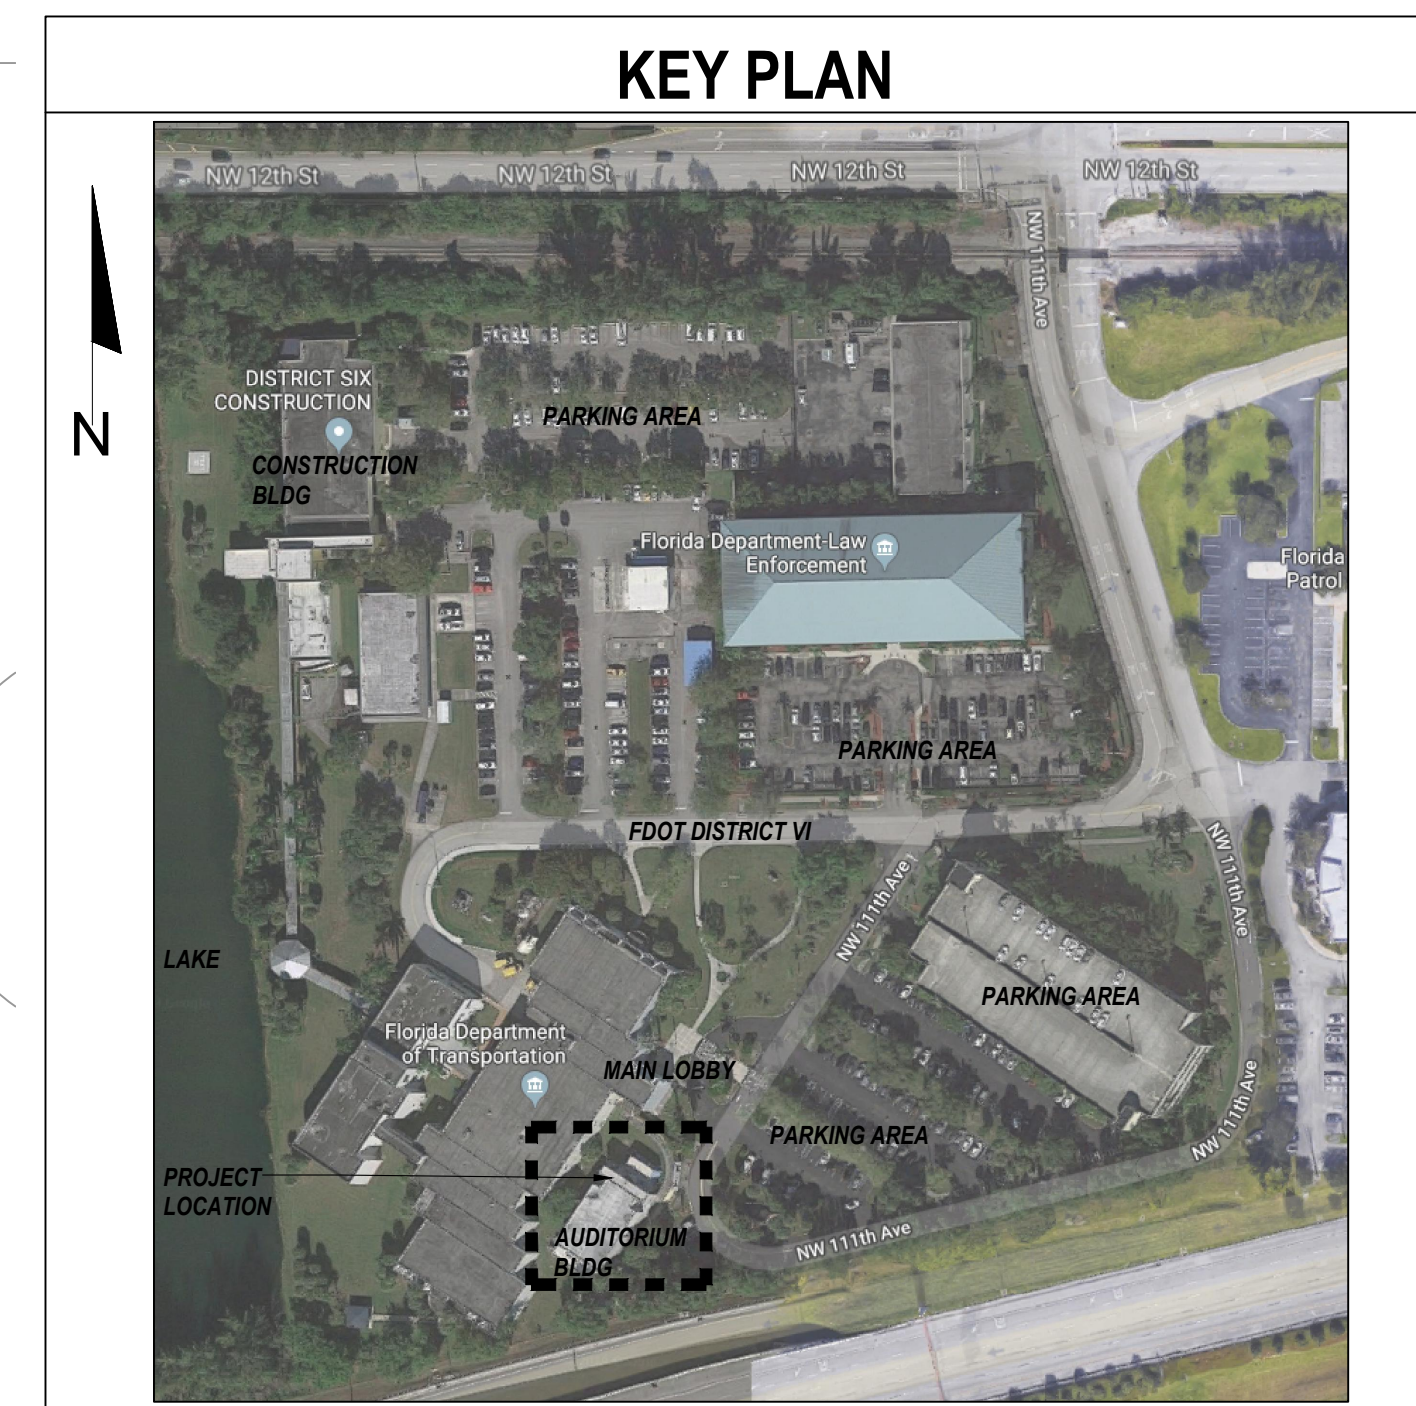 KEY PLAN
NW 12th St
NW 12th St
NW 12th St
NW 12th St
NW 111th Ave
N
DISTRICT SIX
CONSTRUCTION
CONSTRUCTION
BLDG
PARKING AREA
Florida Department-Law
Enforcement
Florida
Patrol
PARKING AREA
FDOT DISTRICT VI
NW 111th Ave
NW 111th Ave
LAKE
PARKING AREA
Florida Department
of Transportation
MAIN LOBBY
PARKING AREA
NW 111th Ave
PROJECT
LOCATION
AUDITORIUM
BLDG
NW 111th Ave